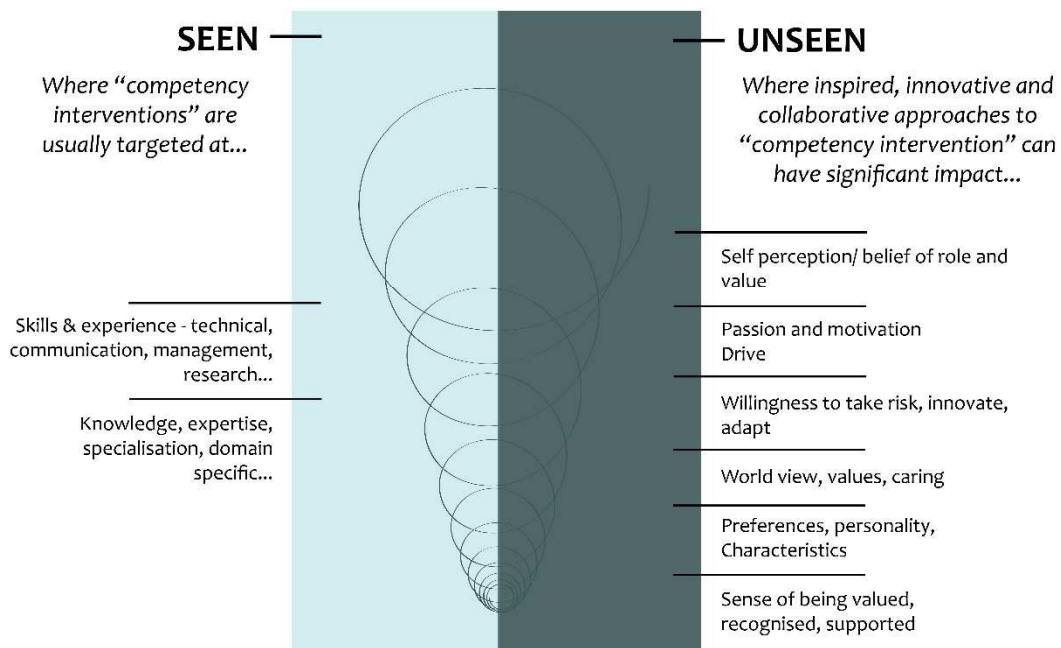 SEEN
Where “competency
interventions” are
usually targeted at...
Skills & experience - technical,
communication, management,
research...
Knowledge, expertise,
specialisation, domain
specific...
UNSEEN
Where inspired, innovative and
collaborative approaches to
“competency intervention” can
have significant impact...
Self perception/ belief of role and
value
Passion and motivation
Drive
Willingness to take risk, innovate,
adapt
World view, values, caring
Preferences, personality,
Characteristics
Sense of being valued,
recognised, supported